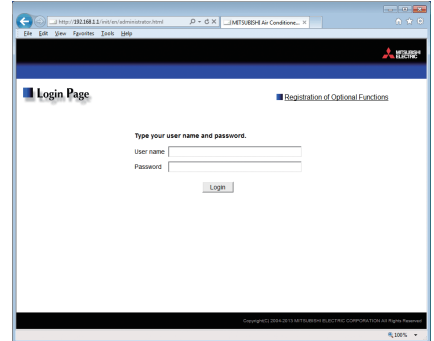 http://192.168.1.1/init/en/administrator.html
MITSUBISHI Air Conditione...
File Edit View Favorites Tools Help
MITSUBISHI
ELECTRIC
Login Page
Registration of Optional Functions
Type your user name and password.
User name
Password
Login
Copyright(C) 2004-2013 MITSUBISHI ELECTRIC CORPORATION All Rights Reserved
100%